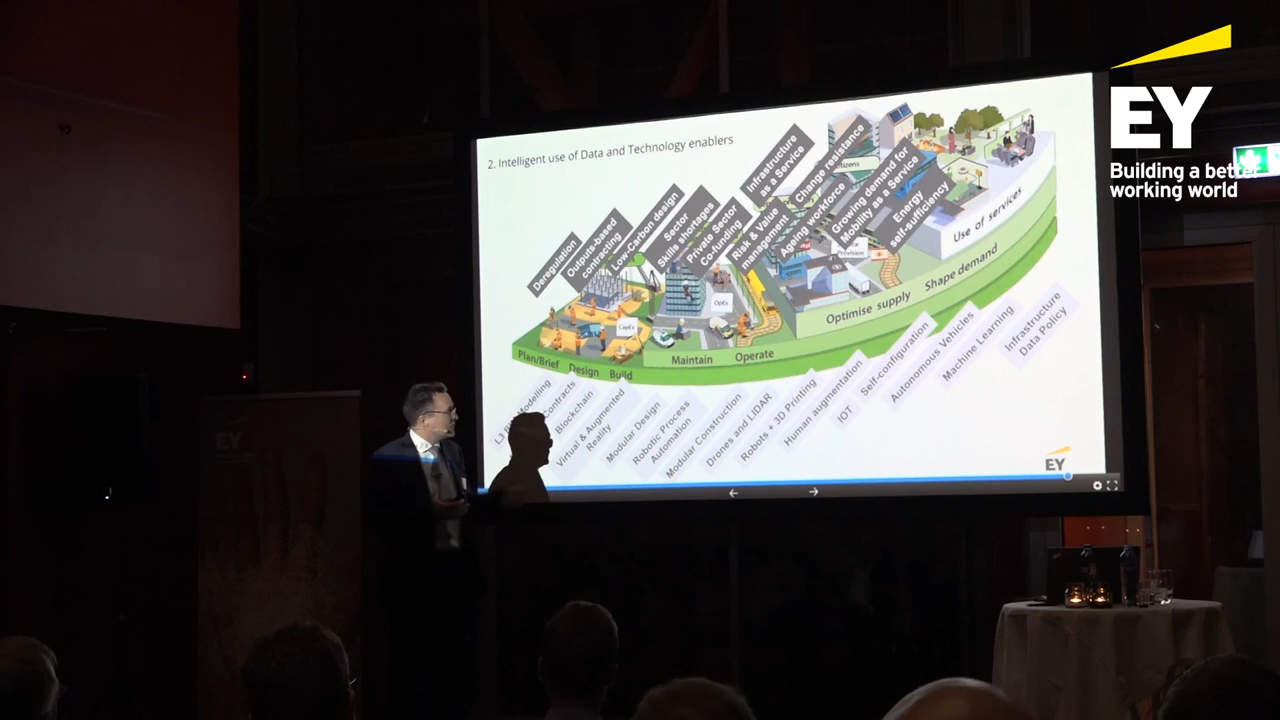 EY
Building a better
working world
2. Intelligent use of Data and Technology enablers
Deregulation
Outputs-based
contracting
Low-Carbon design
Sector
Skills shortages
Private Sector
Co-funding
Infrastructure
as a Service
Risk & Value
management
Change resistance
Ageing workforce
Growing demand for
Mobility as a Service
Energy
self-sufficiency
CapEx
OpEx
Use of services
Plan/Brief
Design
Build
Maintain
Operate
Optimise supply
Shape demand
L3
Modelling
Contracts
Blockchain
Virtual & Augmented
Reality
Modular Design
Robotic Process
Automation
Modular Construction
Drones and LIDAR
Robots + 3D Printing
Human augmentation
IOT
Self-configuration
Autonomous Vehicles
Machine Learning
Infrastructure
Data Policy
EY
EY